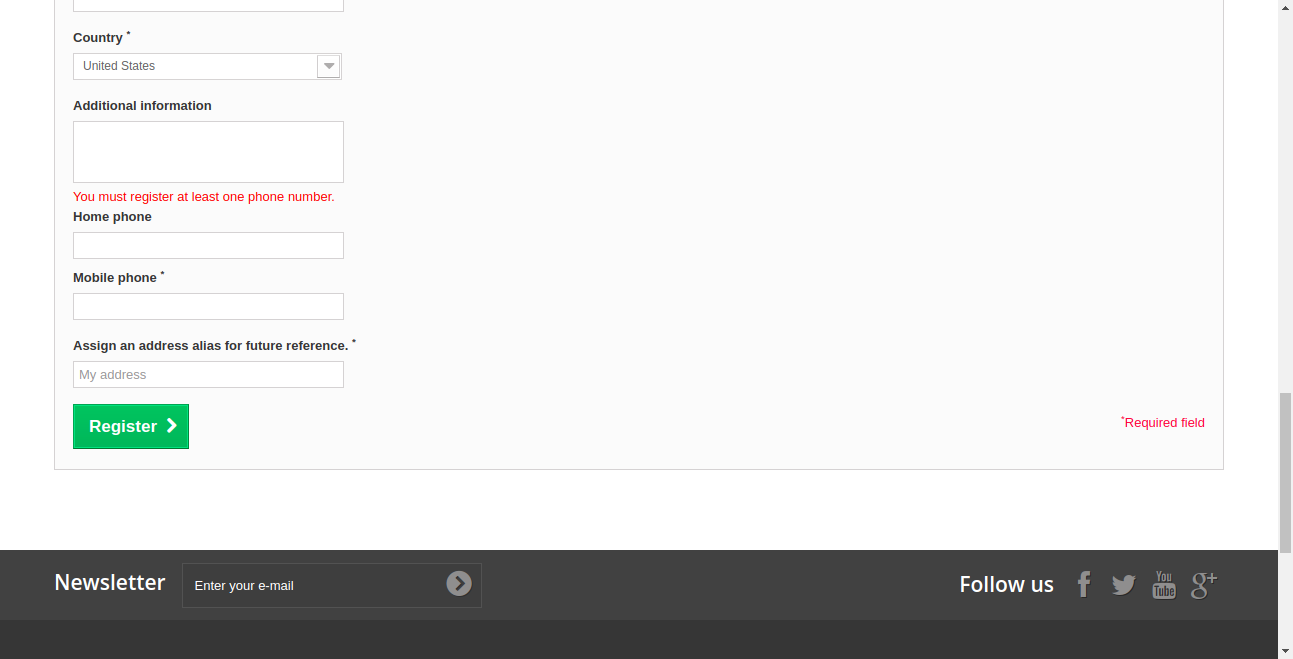 Country *
United States
Additional information
You must register at least one phone number.
Home phone
Mobile phone *
Assign an address alias for future reference. *
My address
Register
*Required field
Newsletter
Enter your e-mail
Follow us
f
You
Tube
g+